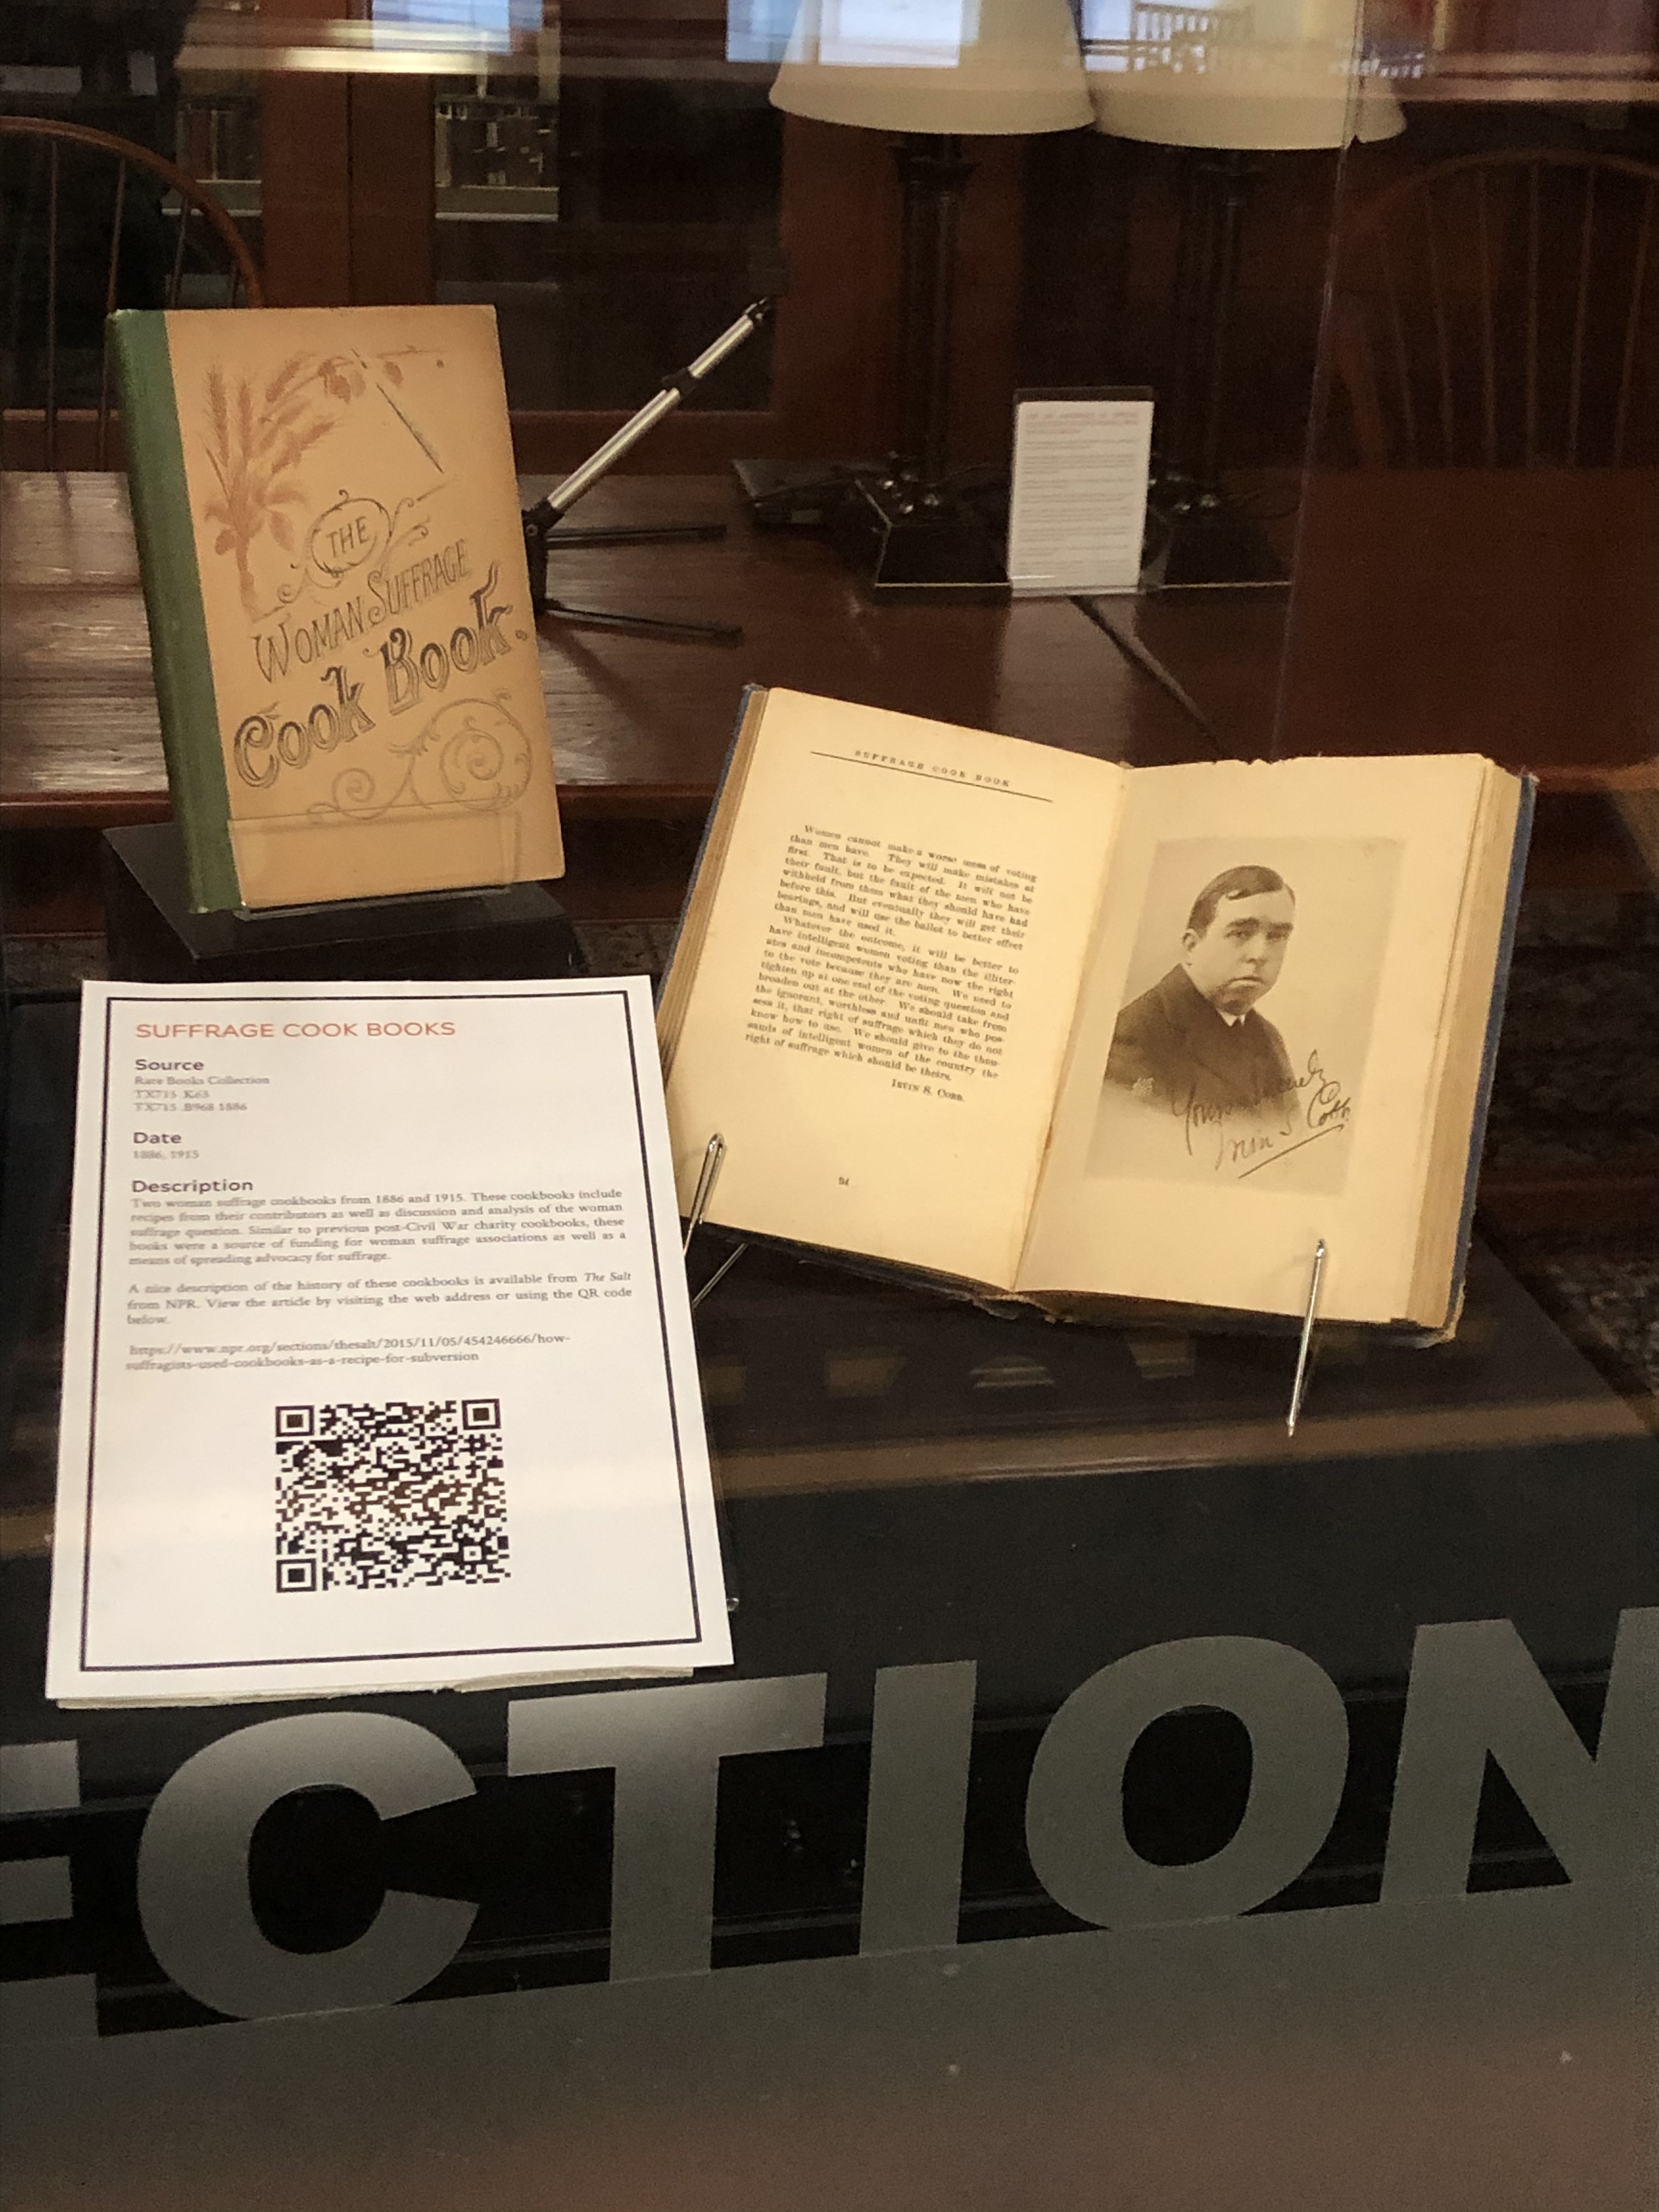 THE
WOMAN SUFFRAGE
Cook Book.
SUFFRAGE COOK BOOK
Women cannot make a worse mess of voting
than men have. They will make mistakes at
first. That is to be expected. It will not be
their fault, but the fault of the men who have
withheld from them what they should have had
before this. But eventually they will get their
bearings, and will use the ballot to better effect
than men have used it.
Whatever the outcome, it will be better to
have intelligent women voting than the illiter-
ates and incompetents who have now the right
to the vote because they are men. We need to
tighten up at one end of the voting question and
broaden out at the other. We should take from
the ignorant, worthless and unfit men who pos-
sess it, that right of suffrage which they do not
know how to use. We should give to the thou-
sands of intelligent women of the country the
right of suffrage which should be theirs.
Irvin S. Cobb.
Yours Sincerely
Irvin S Cobb
SUFFRAGE COOK BOOKS
Source
Rare Books Collection
TX715 .K63
TX715 .B968 1886
Date
1886, 1915
Description
Two woman suffrage cookbooks from 1886 and 1915. These cookbooks include
recipes from their contributors as well as discussion and analysis of the woman
suffrage question. Similar to previous post-Civil War charity cookbooks, these
books were a source of funding for woman suffrage associations as well as a
means of spreading advocacy for suffrage.
A nice description of the history of these cookbooks is available from The Salt
from NPR. View the article by visiting the web address or using the QR code
below.
https://www.npr.org/sections/thesalt/2015/11/05/454246666/how-
suffragists-used-cookbooks-as-a-recipe-for-subversion
ECTION